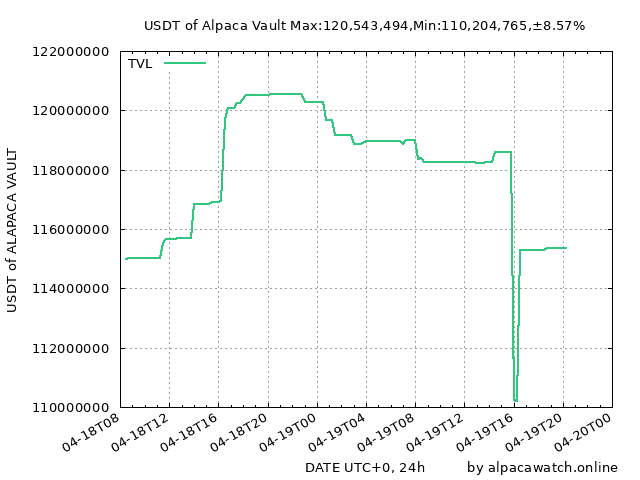 USDT of Alpaca Vault Max:120,543,494,Min:110,204,765,±8.57%
TVL
122000000
120000000
118000000
116000000
114000000
112000000
110000000
USDT of ALAPACA VAULT
04-18T08
04-18T12
04-18T16
04-18T20
04-19T00
04-19T04
04-19T08
04-19T12
04-19T16
04-19T20
04-20T00
DATE UTC+0, 24h
by alpacawatch.online